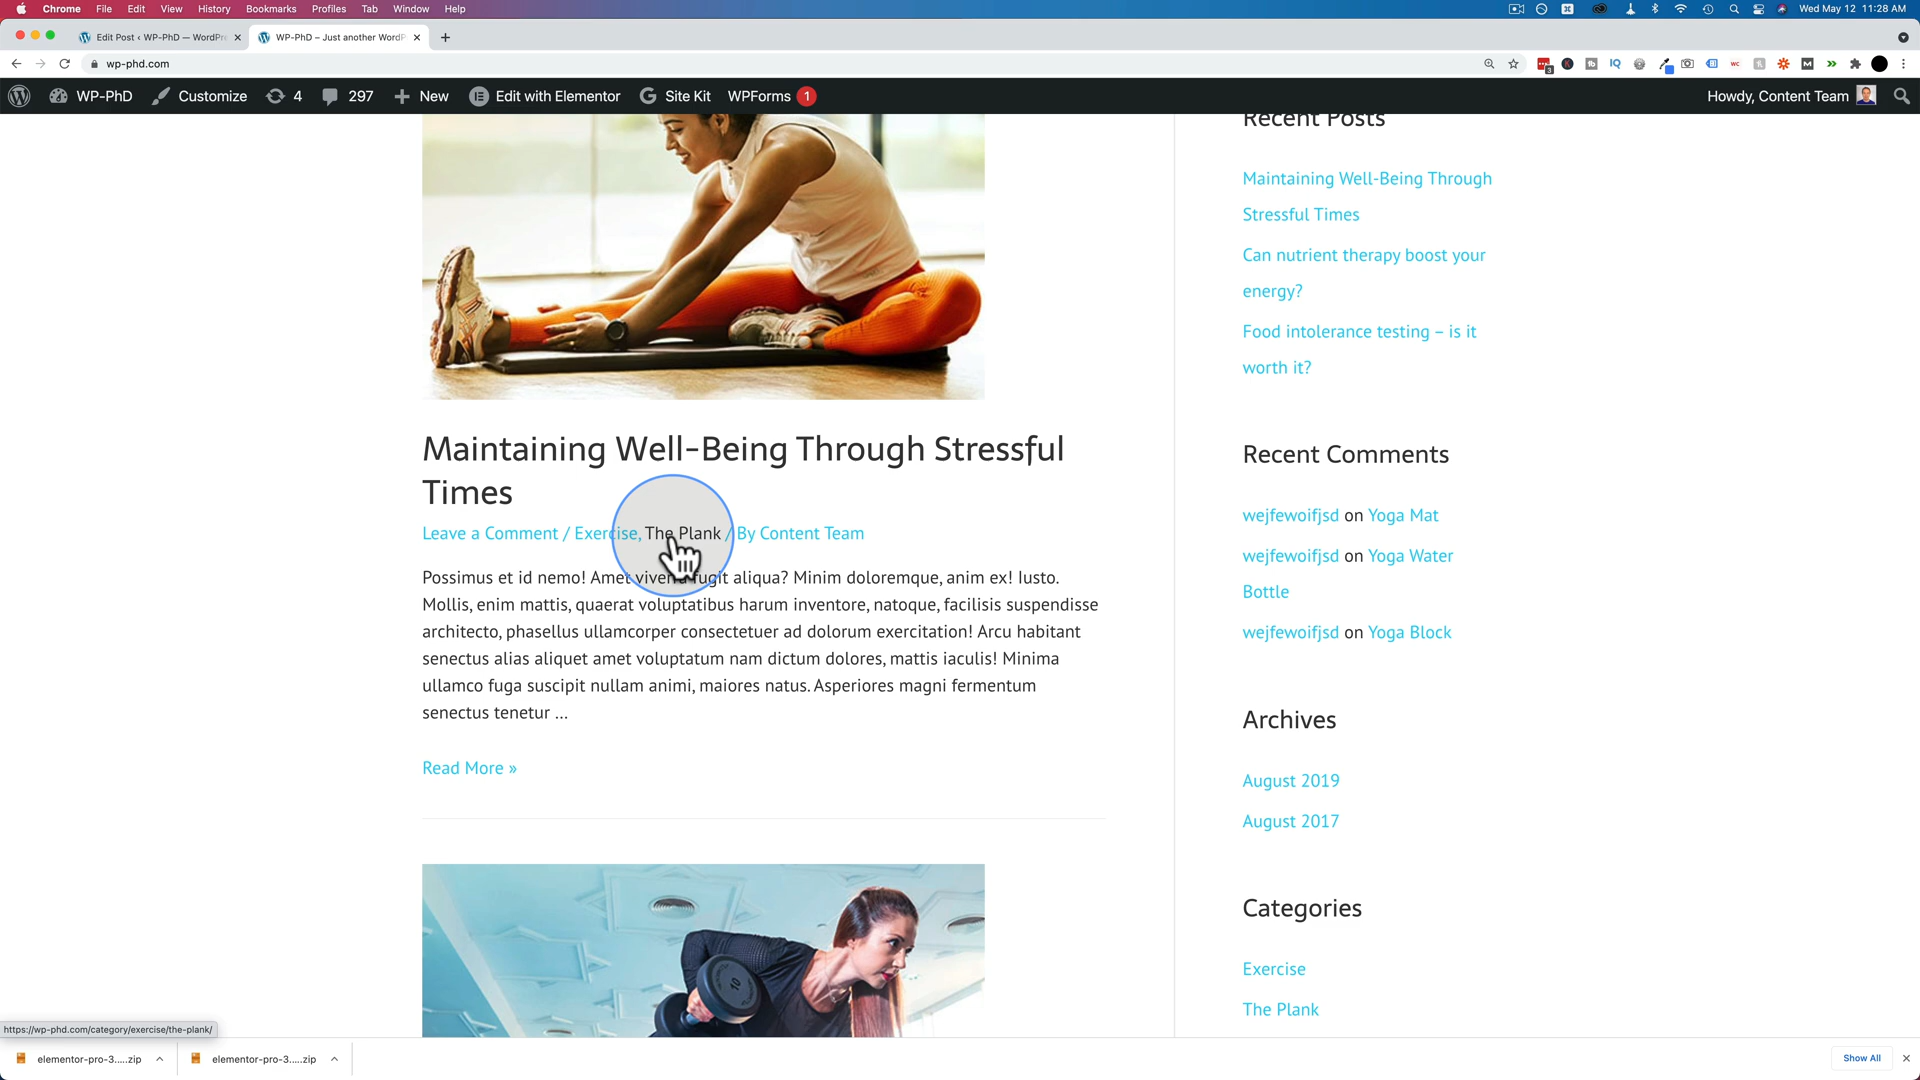 Chrome File Edit View History Bookmarks Profiles Tab Window Help
Wed May 12 11:28 AM
Edit Post ‹ WP-PhD — WordPre
WP-PhD – Just another WordP
wp-phd.com
WP-PhD Customize 4 297 New Edit with Elementor Site Kit WPForms 1
Howdy, Content Team
Maintaining Well-Being Through Stressful
Times
Leave a Comment / Exercise, The Plank / By Content Team
Possimus et id nemo! Amet viverra fugit aliqua? Minim doloremque, anim ex! Iusto.
Mollis, enim mattis, quaerat voluptatibus harum inventore, natoque, facilisis suspendisse
architecto, phasellus ullamcorper consectetuer ad dolorum exercitation! Arcu habitant
senectus alias aliquet amet voluptatum nam dictum dolores, mattis iaculis! Minima
ullamco fuga suscipit nullam animi, maiores natus. Asperiores magni fermentum
senectus tenetur ...
Read More »
10
Recent Posts
Maintaining Well-Being Through
Stressful Times
Can nutrient therapy boost your
energy?
Food intolerance testing – is it
worth it?
Recent Comments
wejfewoifjsd on Yoga Mat
wejfewoifjsd on Yoga Water
Bottle
wejfewoifjsd on Yoga Block
Archives
August 2019
August 2017
Categories
Exercise
The Plank
https://wp-phd.com/category/exercise/the-plank/
elementor-pro-3.....zip
elementor-pro-3.....zip
Show All